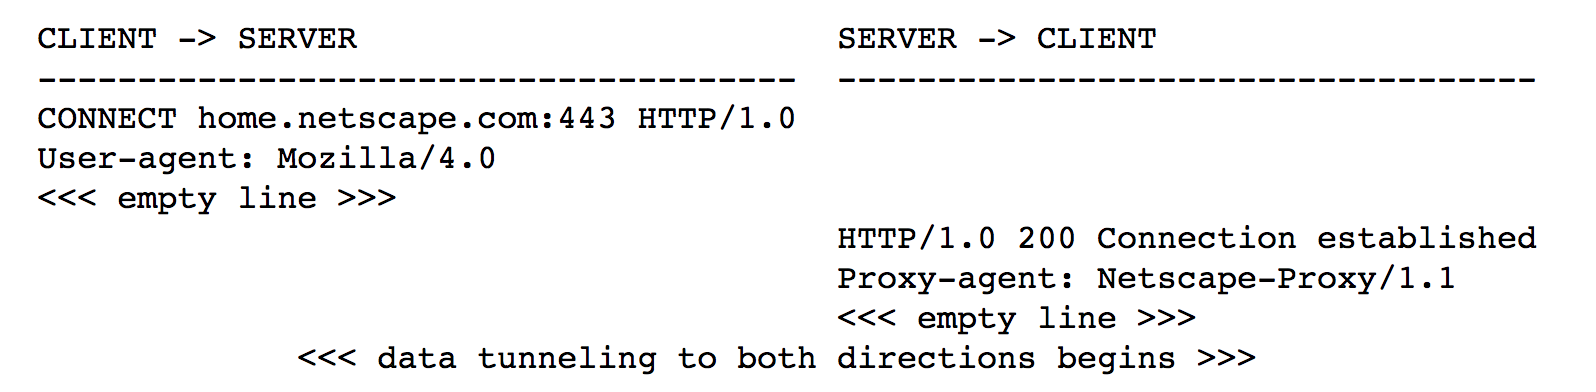 CLIENT -> SERVER                        SERVER -> CLIENT
--------------------------------------  -----------------------------------
CONNECT home.netscape.com:443 HTTP/1.0
User-agent: Mozilla/4.0
<<< empty line >>>
                                        HTTP/1.0 200 Connection established
                                        Proxy-agent: Netscape-Proxy/1.1
                                        <<< empty line >>>
             <<< data tunneling to both directions begins >>>